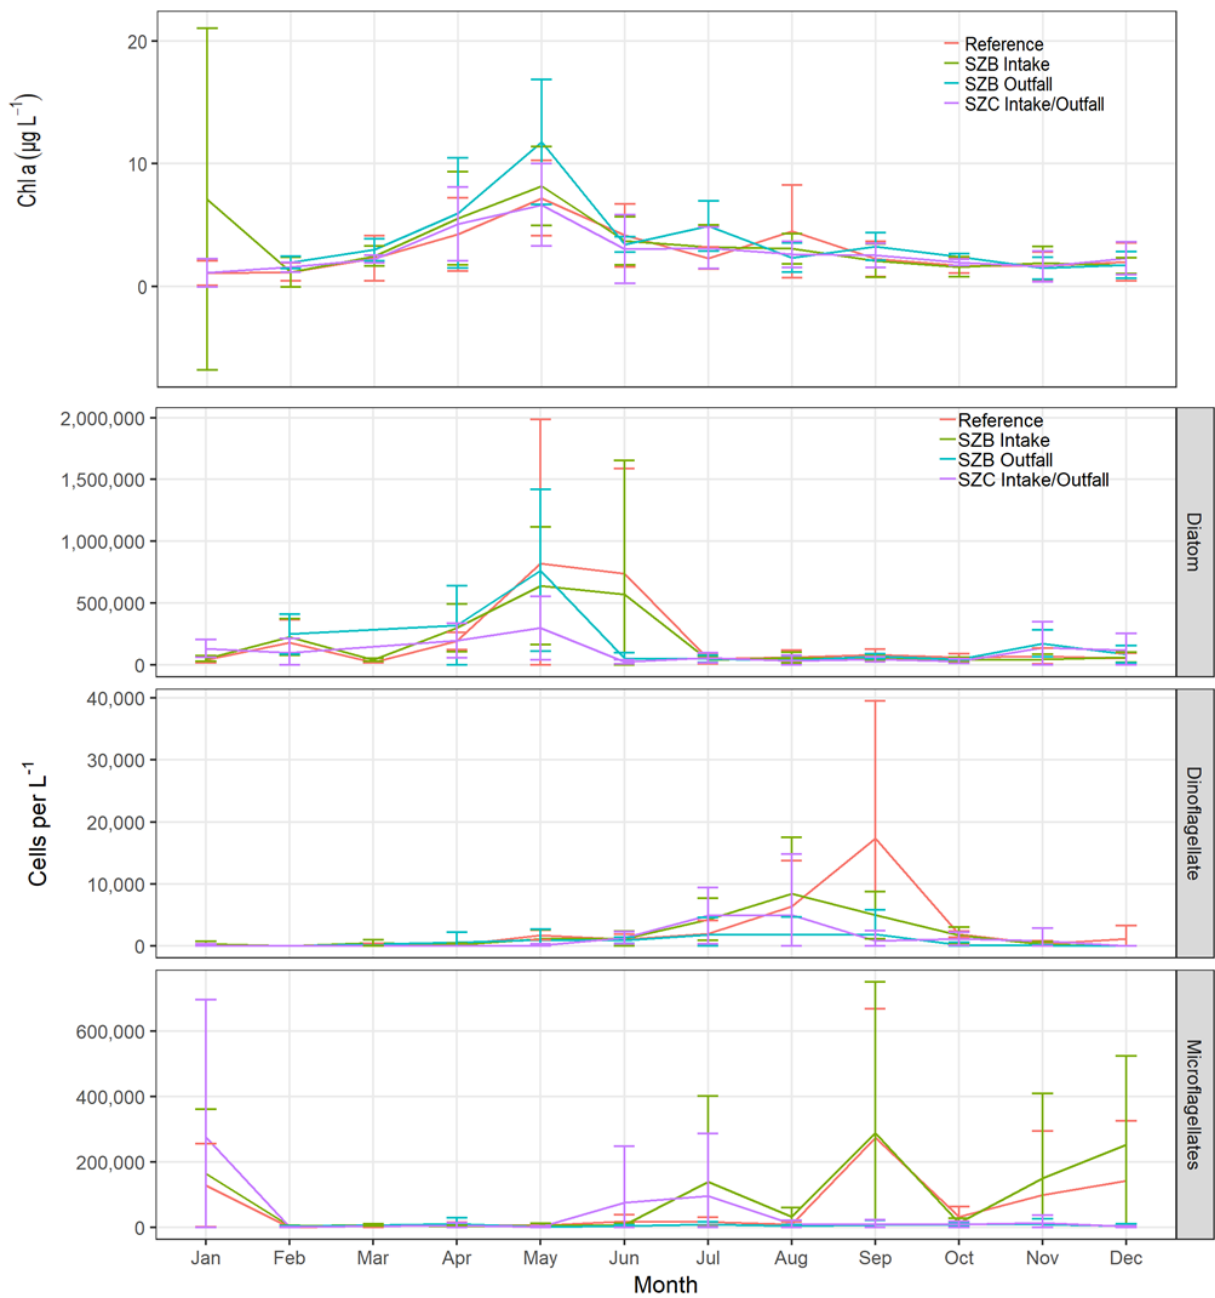 Chl a (µg L⁻¹)
20
10
0
Reference
SZB Intake
SZB Outfall
SZC Intake/Outfall
Cells per L⁻¹
2,000,000
1,500,000
1,000,000
500,000
0
Reference
SZB Intake
SZB Outfall
SZC Intake/Outfall
Diatom
40,000
30,000
20,000
10,000
0
Dinoflagellate
600,000
400,000
200,000
0
Microflagellates
Jan Feb Mar Apr May Jun Jul Aug Sep Oct Nov Dec
Month